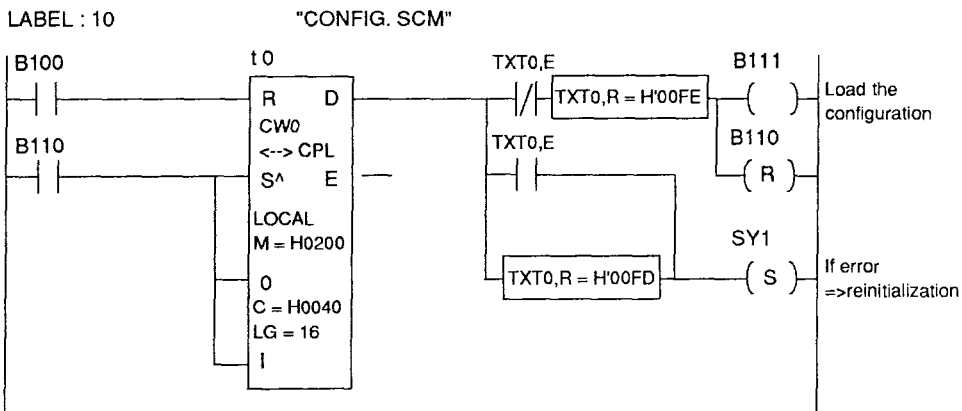 LABEL : 10 "CONFIG. SCM"
B100 t 0 TXT0,E B111
R D TXT0,R = H'00FE Load the
configuration
CW0
B110 <--> CPL TXT0,E B110
S^ E R
LOCAL
M = H0200 SY1
O TXT0,R = H'00FD S If error
=>reinitialization
C = H0040
LG = 16
I